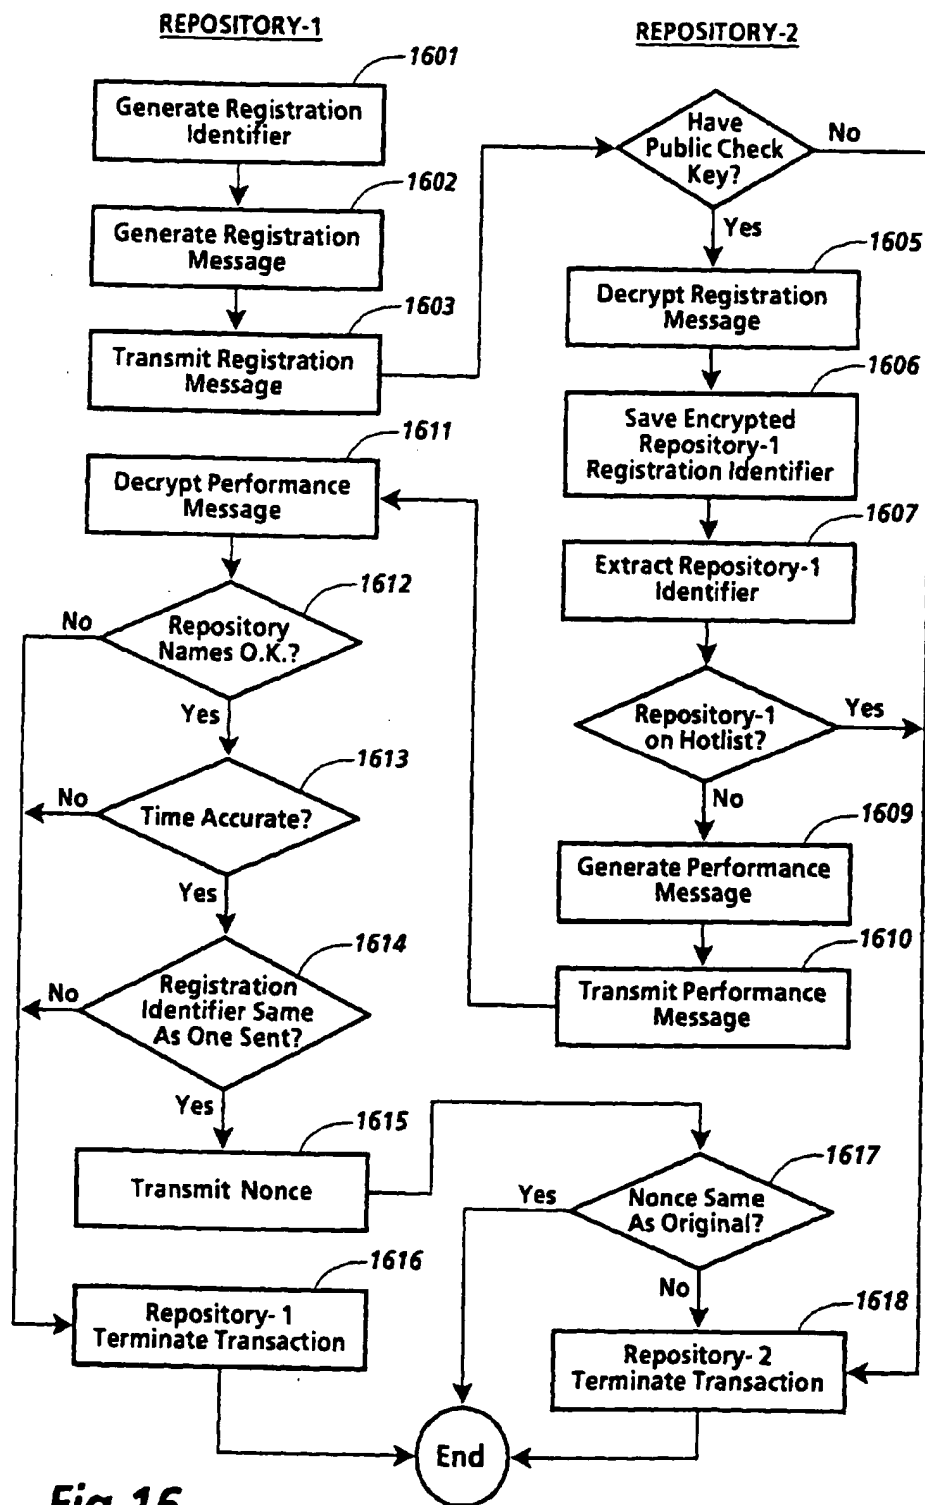 REPOSITORY-1
1601
Generate Registration
Identifier
1602
Generate Registration
Message
1603
Transmit Registration
Message
1611
Decrypt Performance
Message
1612
No
Repository
Names O.K.?
Yes
1613
No
Time Accurate?
Yes
1614
No
Registration
Identifier Same
As One Sent?
Yes
1615
Transmit Nonce
1616
Repository- 1
Terminate Transaction
REPOSITORY-2
Have
Public Check
Key?
No
Yes
1605
Decrypt Registration
Message
1606
Save Encrypted
Repository-1
Registration Identifier
1607
Extract Repository-1
Identifier
Repository-1
on Hotlist?
Yes
No
1609
Generate Performance
Message
1610
Transmit Performance
Message
1617
Yes
Nonce Same
As Original?
No
1618
Repository- 2
Terminate Transaction
End
Fig. 16